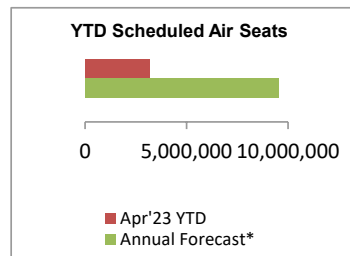 YTD Scheduled Air Seats
0 5,000,000 10,000,000
Apr'23 YTD
Annual Forecast*